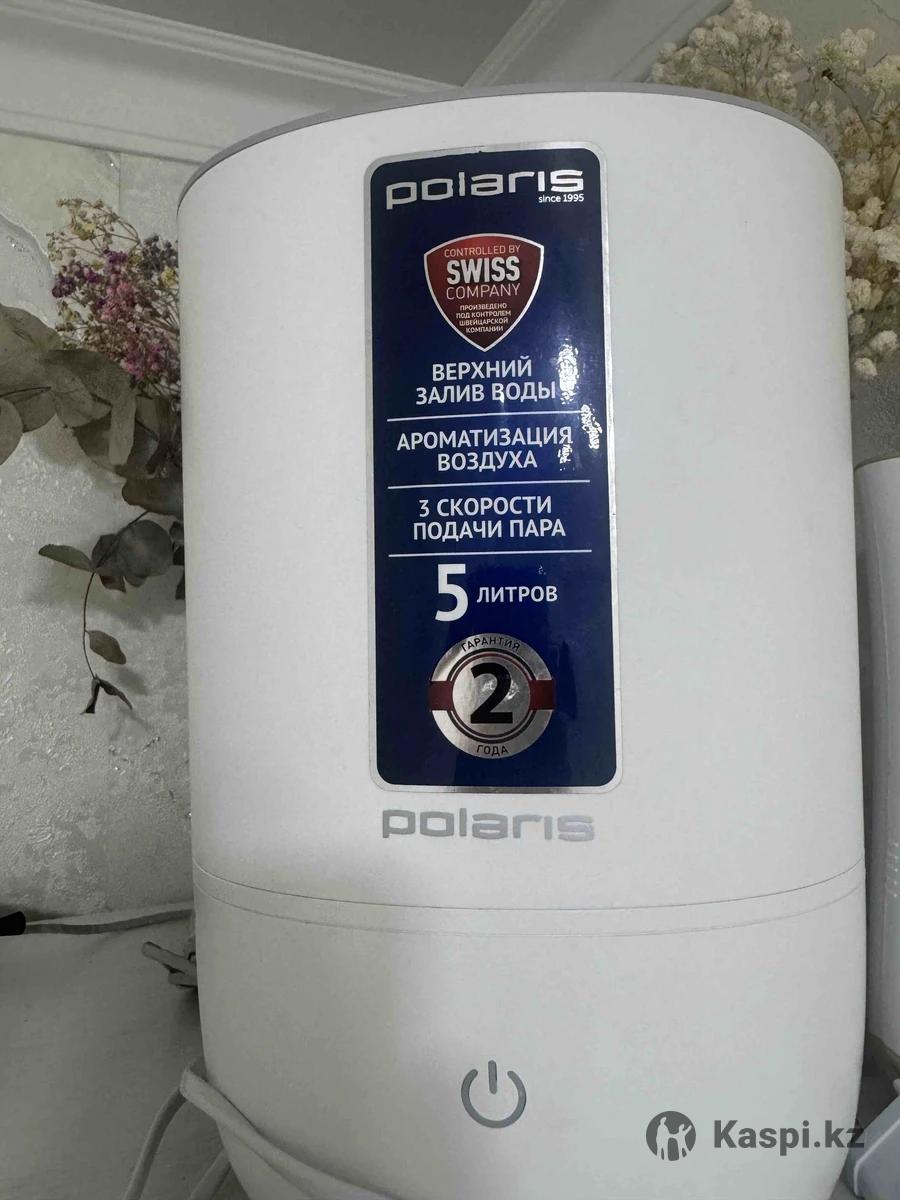 polaris
since 1995
CONTROLLED BY
SWISS
COMPANY
ПРОИЗВЕДЕНО
ПОД КОНТРОЛЕМ
ШВЕЙЦАРСКОЙ
КОМПАНИИ
ВЕРХНИЙ
ЗАЛИВ ВОДЫ
АРОМАТИЗАЦИЯ
ВОЗДУХА
3 СКОРОСТИ
ПОДАЧИ ПАРА
5 ЛИТРОВ
ГАРАНТИЯ
2
ГОДА
polaris
Kaspi.kz